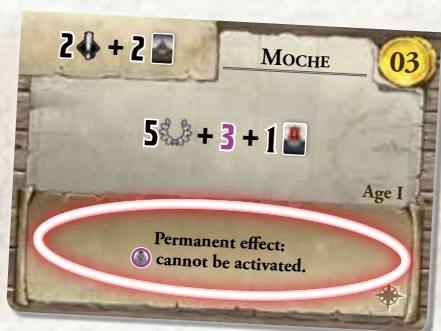 2 + 2
MOCHE
03
5 + 3 + 1
Age I
Permanent effect:
cannot be activated.